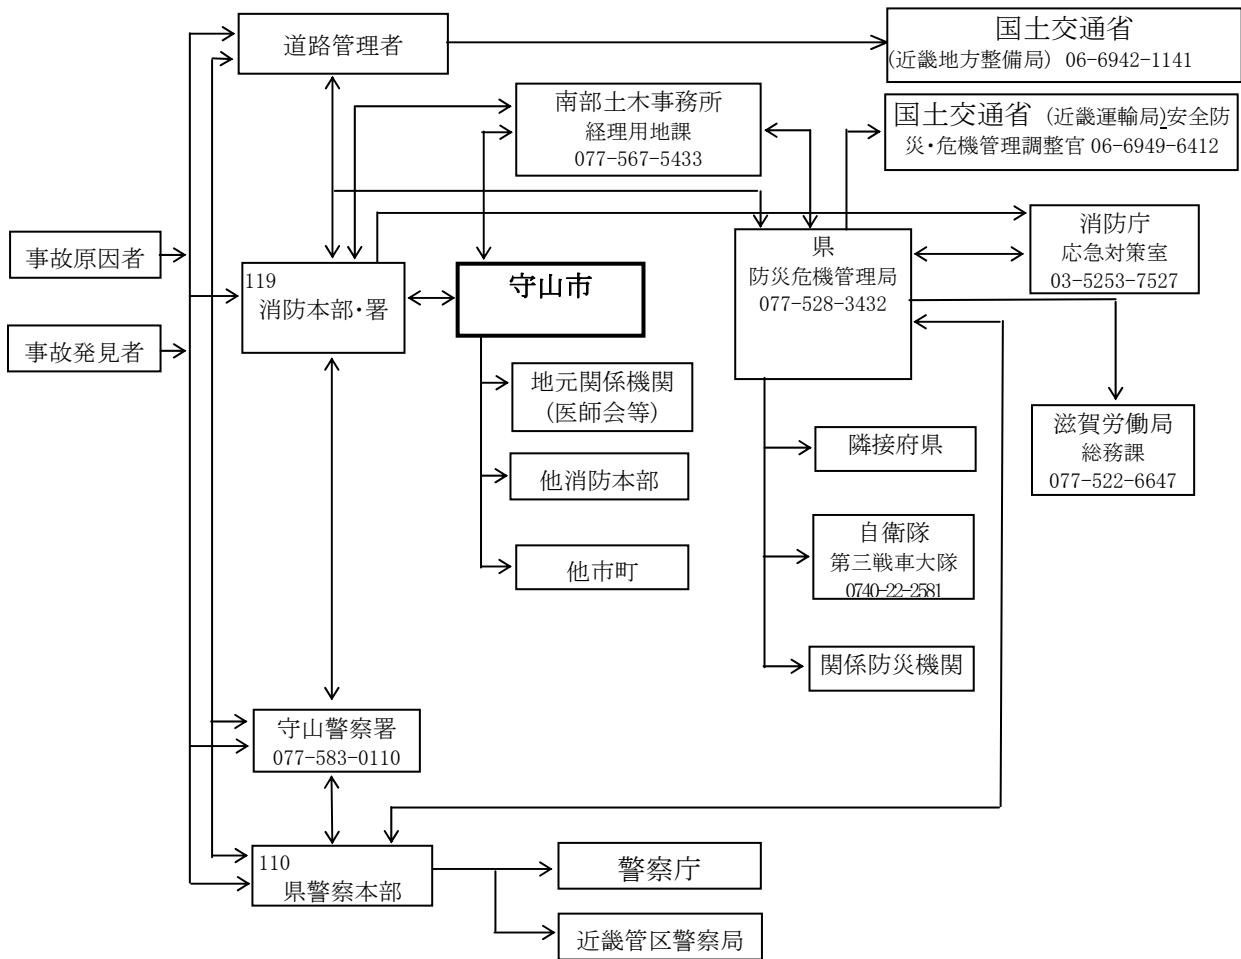 道路管理者
国土交通省
(近畿地方整備局) 06-6942-1141
南部土木事務所
経理用地課
077-567-5433
国土交通省 (近畿運輸局)安全防
災・危機管理調整官 06-6949-6412
事故原因者
119
消防本部・署
守山市
県
防災危機管理局
077-528-3432
消防庁
応急対策室
03-5253-7527
事故発見者
地元関係機関
(医師会等)
他消防本部
他市町
隣接府県
滋賀労働局
総務課
077-522-6647
自衛隊
第三戦車大隊
0740-22-2581
関係防災機関
守山警察署
077-583-0110
110
県警察本部
警察庁
近畿管区警察局